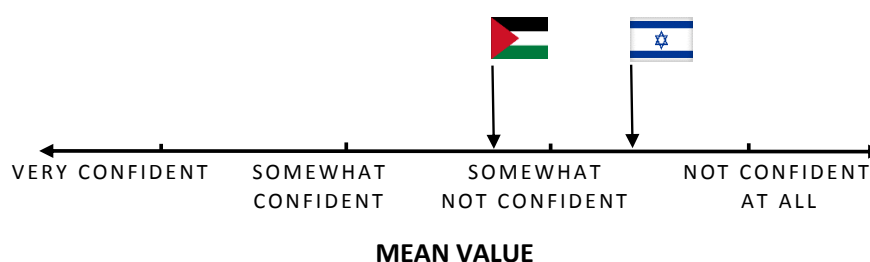 VERY CONFIDENT
SOMEWHAT
CONFIDENT
SOMEWHAT
NOT CONFIDENT
NOT CONFIDENT
AT ALL
MEAN VALUE